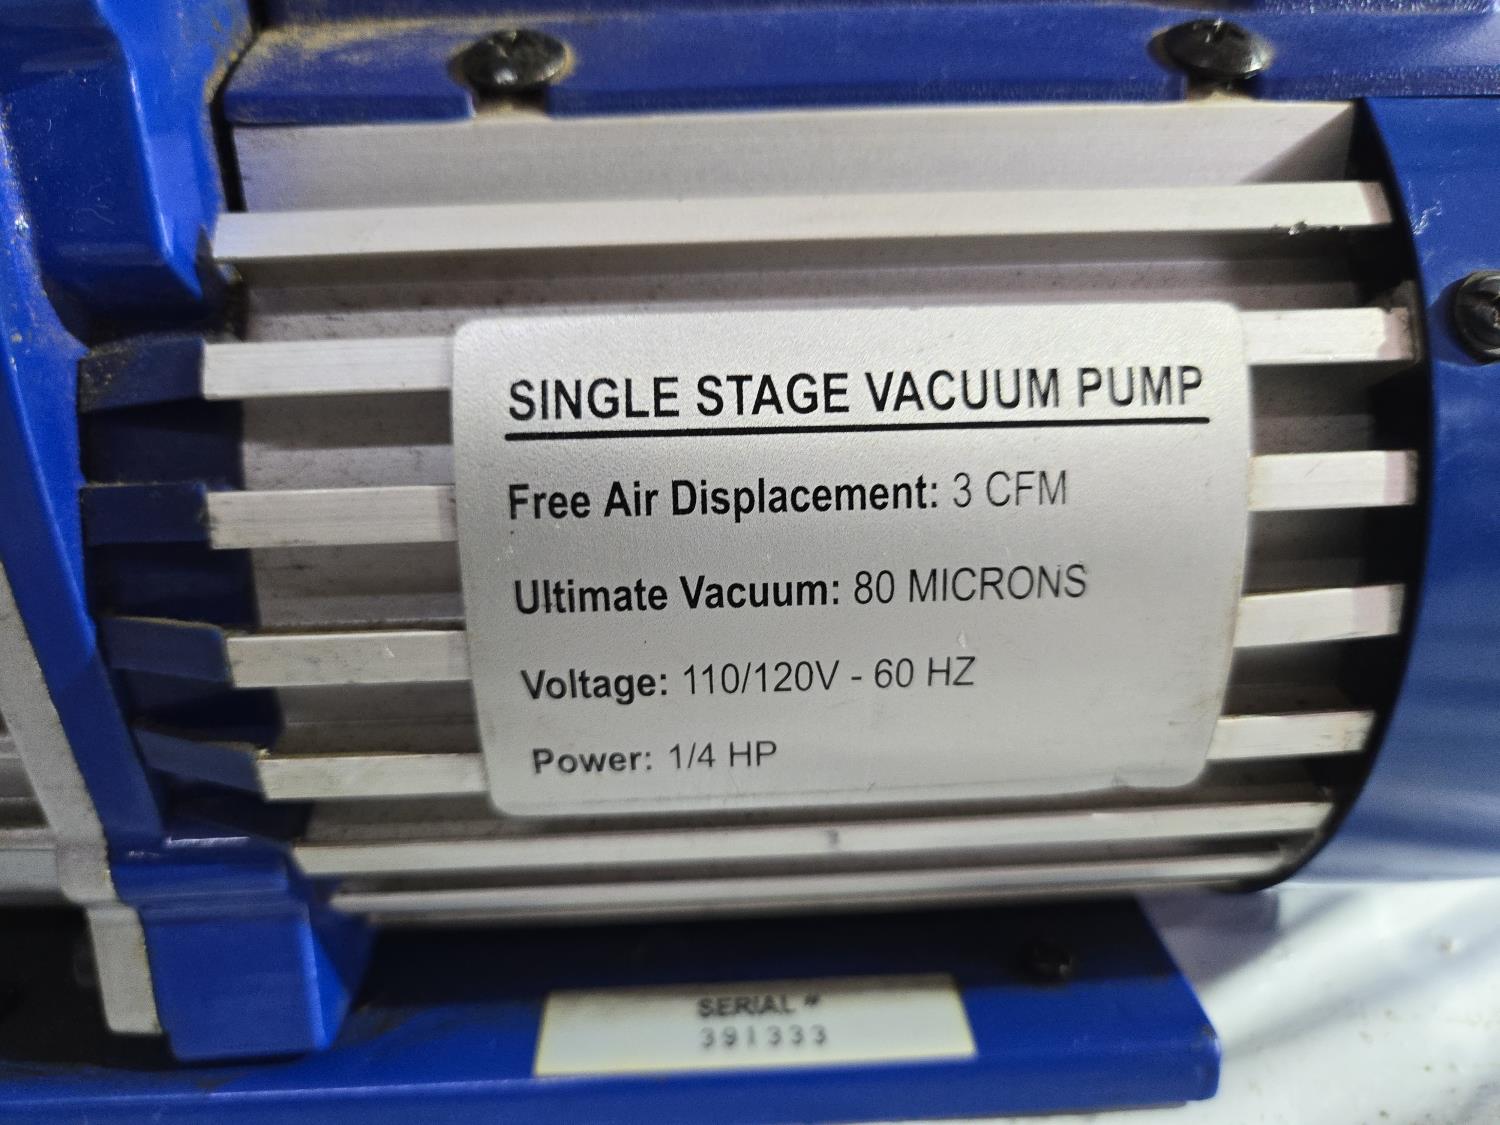 SINGLE STAGE VACUUM PUMP
Free Air Displacement: 3 CFM
Ultimate Vacuum: 80 MICRONS
Voltage: 110/120V - 60 HZ
Power: 1/4 HP
SERIAL #
391333